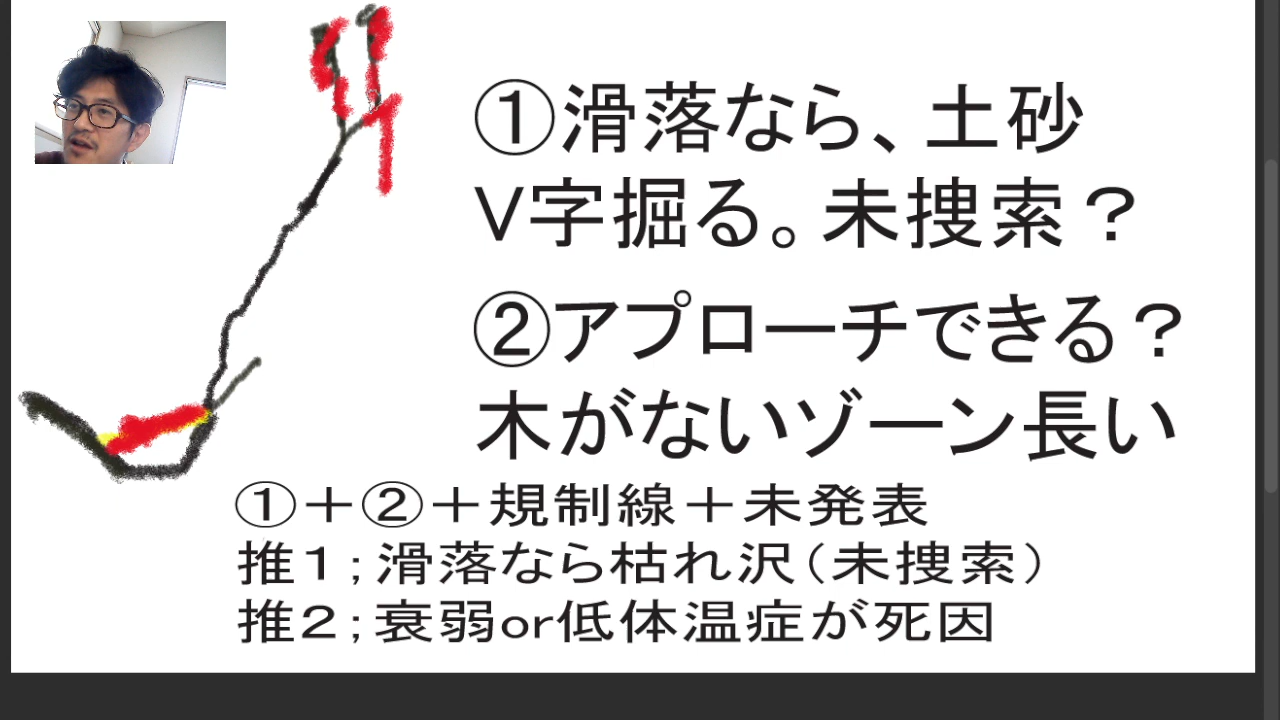 ①滑落なら、土砂
V字掘る。未捜索？
②アプローチできる？
木がないゾーン長い
①＋②＋規制線＋未発表
推１；滑落なら枯れ沢（未捜索）
推２；衰弱or低体温症が死因